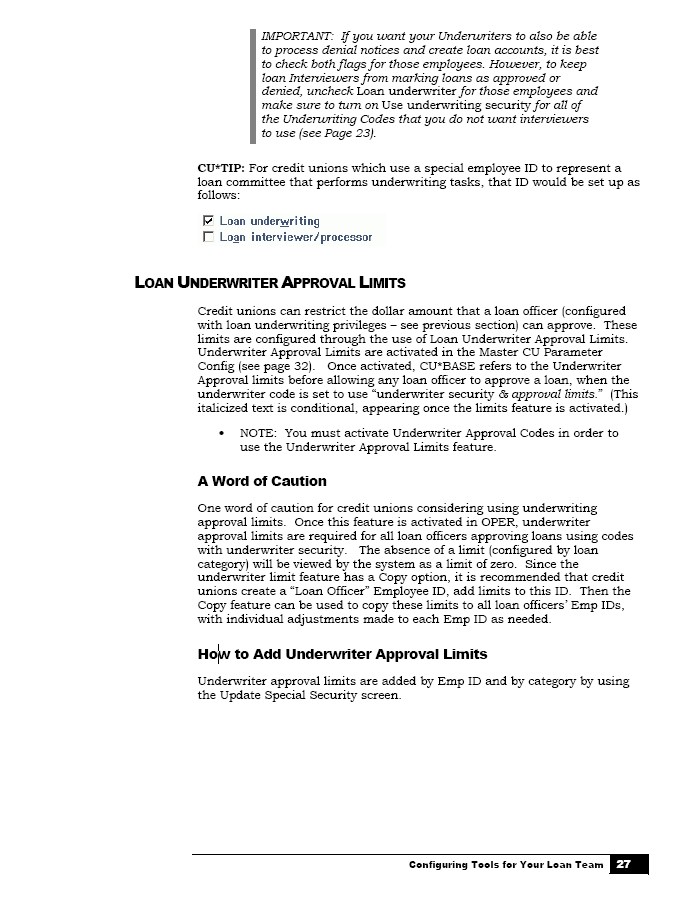 IMPORTANT:  If you want your Underwriters to also be able
to process denial notices and create loan accounts, it is best
to check both flags for those employees. However, to keep
loan Interviewers from marking loans as approved or
denied, uncheck Loan underwriter for those employees and
make sure to turn on Use underwriting security for all of
the Underwriting Codes that you do not want interviewers
to use (see Page 23).
CU*TIP: For credit unions which use a special employee ID to represent a
loan committee that performs underwriting tasks, that ID would be set up as
follows:
Loan underwriting
Loan interviewer/processor
LOAN UNDERWRITER APPROVAL LIMITS
Credit unions can restrict the dollar amount that a loan officer (configured
with loan underwriting privileges – see previous section) can approve.  These
limits are configured through the use of Loan Underwriter Approval Limits.
Underwriter Approval Limits are activated in the Master CU Parameter
Config (see page 32).   Once activated, CU*BASE refers to the Underwriter
Approval limits before allowing any loan officer to approve a loan, when the
underwriter code is set to use “underwriter security & approval limits.”  (This
italicized text is conditional, appearing once the limits feature is activated.)
• NOTE:  You must activate Underwriter Approval Codes in order to
use the Underwriter Approval Limits feature.
A Word of Caution
One word of caution for credit unions considering using underwriting
approval limits.  Once this feature is activated in OPER, underwriter
approval limits are required for all loan officers approving loans using codes
with underwriter security.   The absence of a limit (configured by loan
category) will be viewed by the system as a limit of zero.  Since the
underwriter limit feature has a Copy option, it is recommended that credit
unions create a “Loan Officer” Employee ID, add limits to this ID.  Then the
Copy feature can be used to copy these limits to all loan officers’ Emp IDs,
with individual adjustments made to each Emp ID as needed.
How to Add Underwriter Approval Limits
Underwriter approval limits are added by Emp ID and by category by using
the Update Special Security screen.
Configuring Tools for Your Loan Team 27